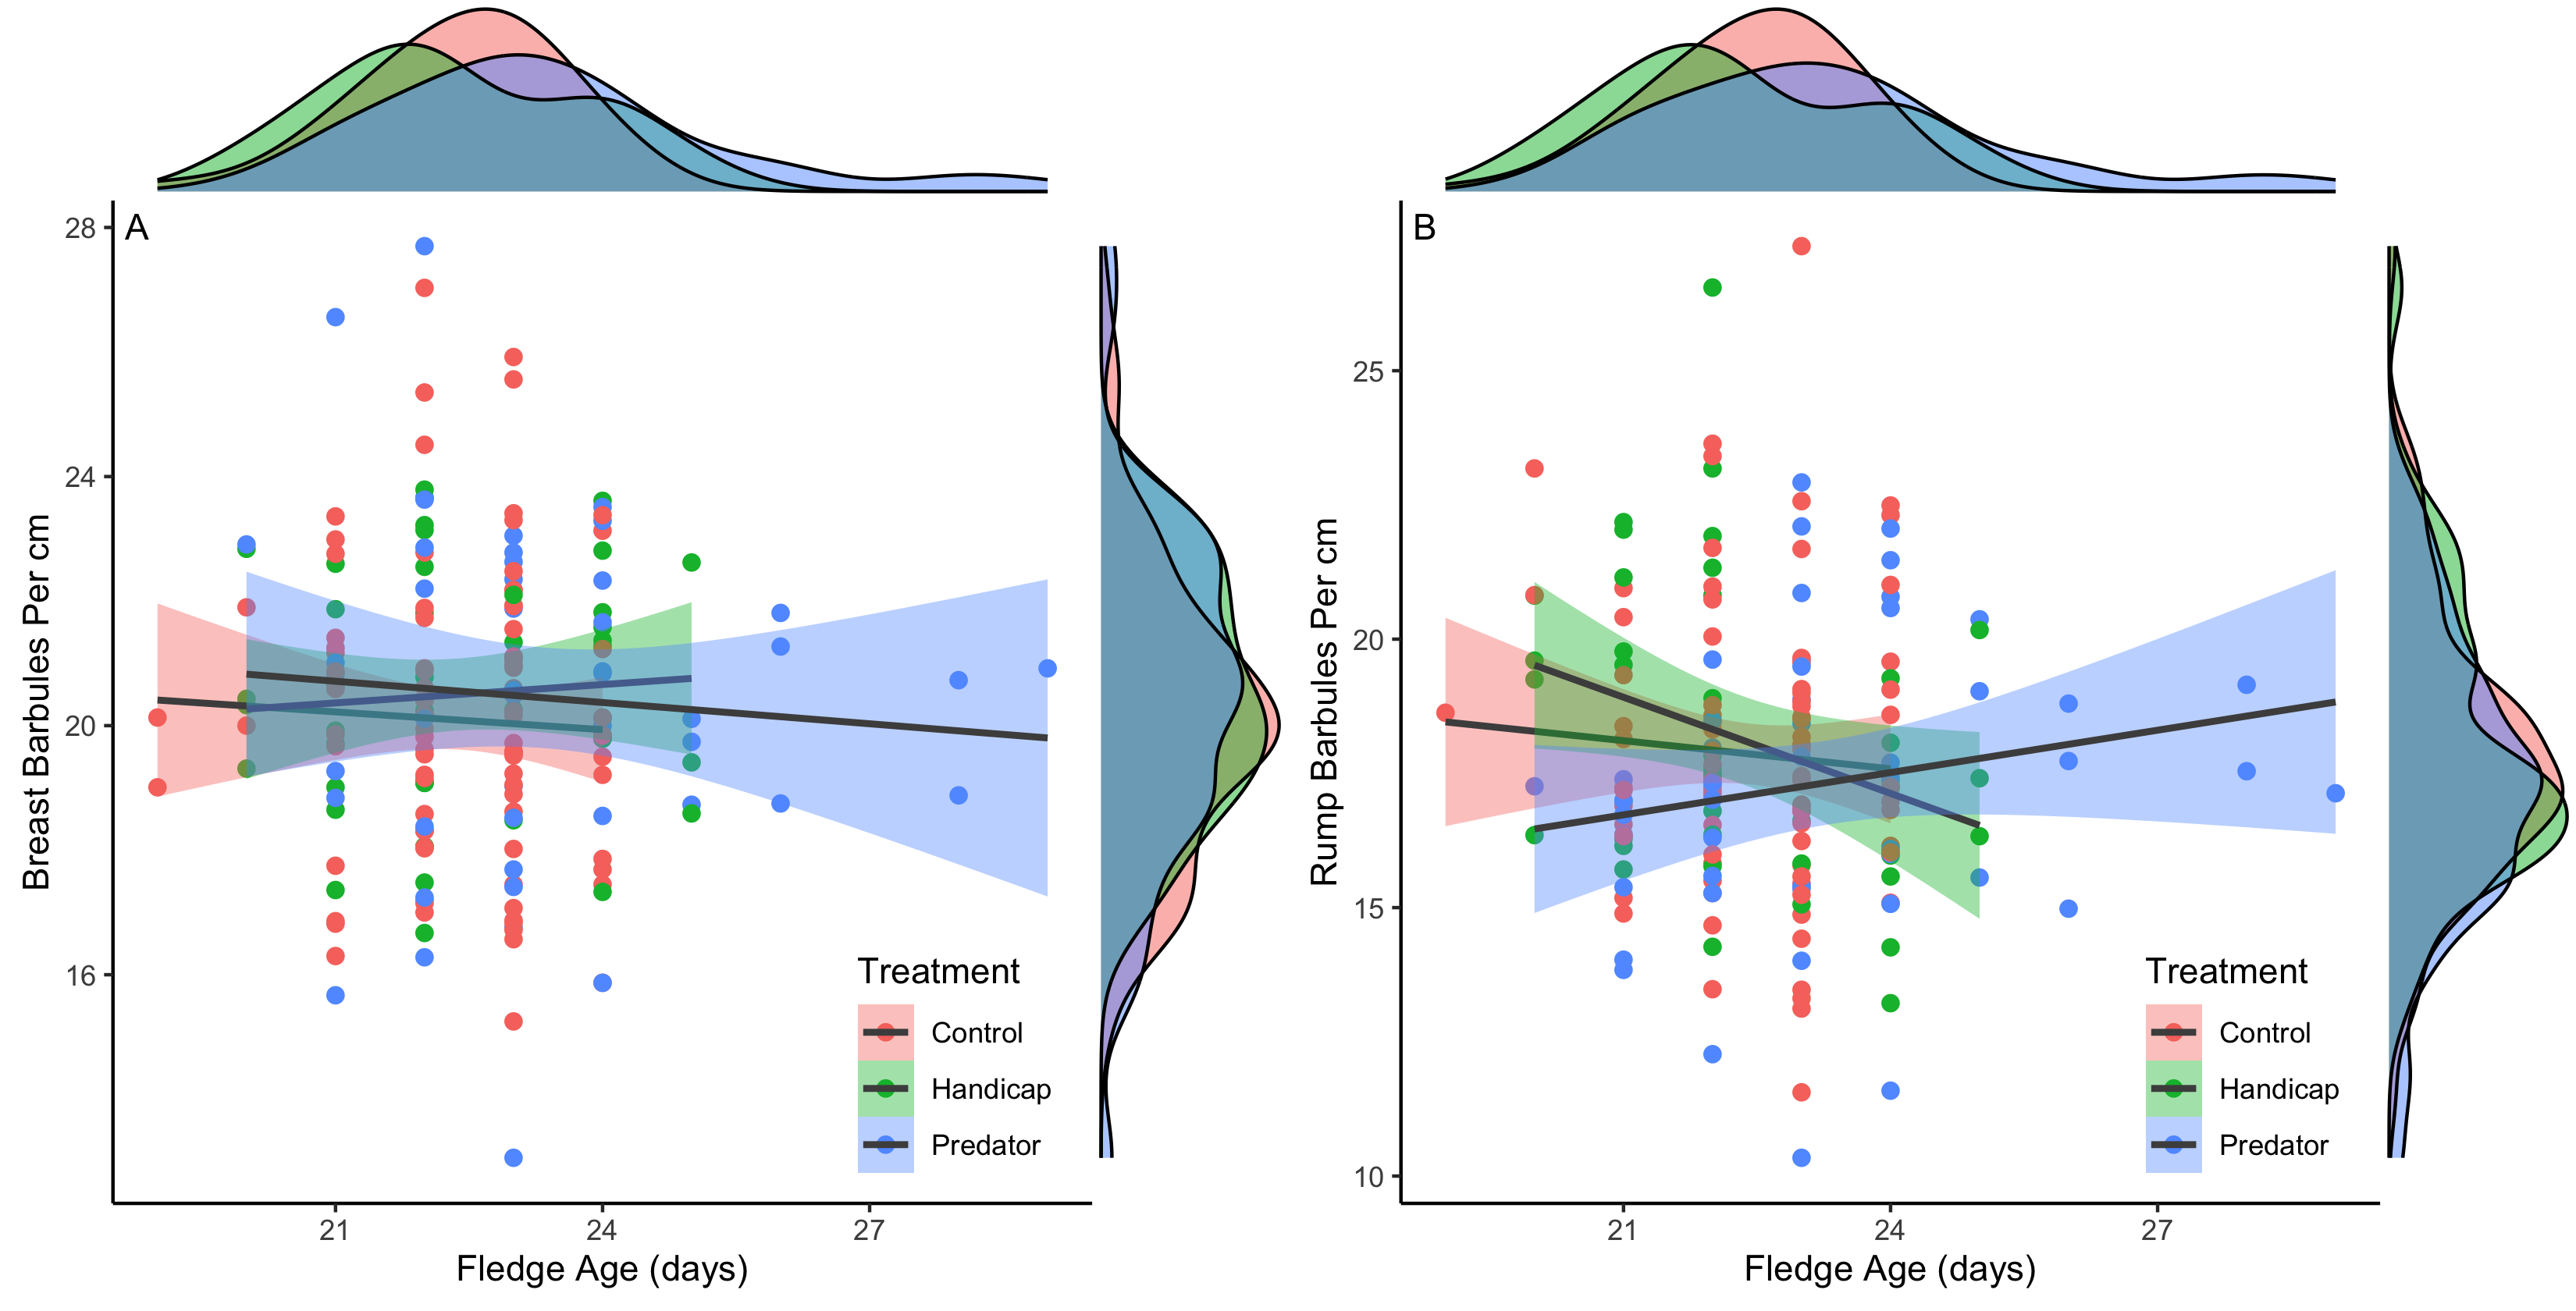 A
28
24
20
16
Breast Barbules Per cm
21
24
27
Fledge Age (days)
Treatment
Control
Handicap
Predator
B
25
20
15
10
Rump Barbules Per cm
21
24
27
Fledge Age (days)
Treatment
Control
Handicap
Predator